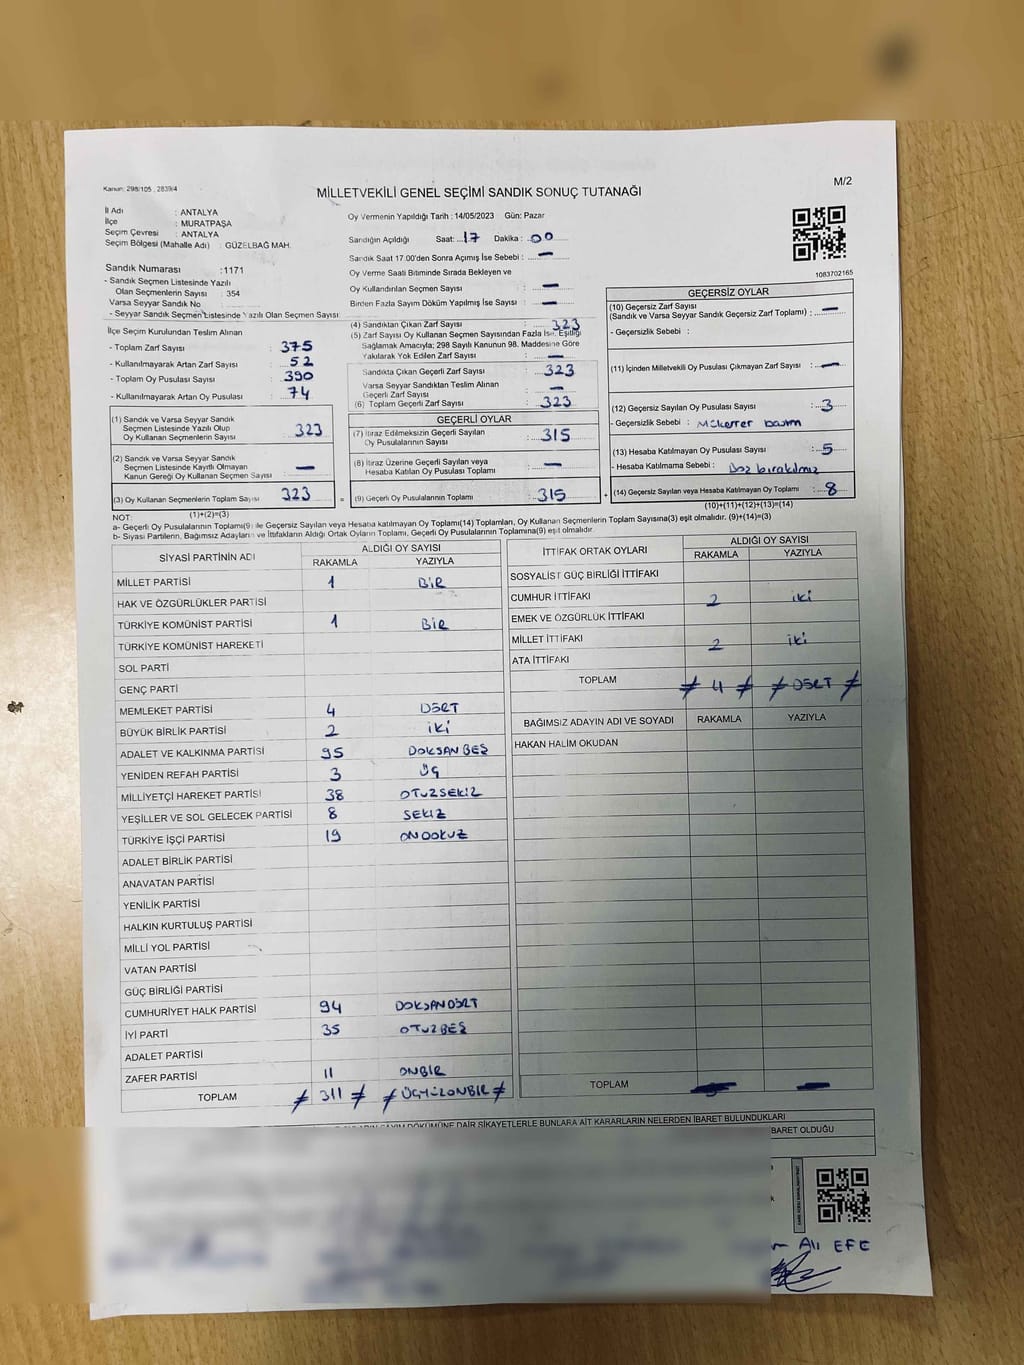 Kanun: 298/105 , 2839/4
M/2
MİLLETVEKİLİ GENEL SEÇİMİ SANDIK SONUÇ TUTANAĞI
İl Adı : ANTALYA
İlçe : MURATPAŞA
Seçim Çevresi : ANTALYA
Seçim Bölgesi (Mahalle Adı) : GÜZELBAĞ MAH.
Sandık Numarası :1171
- Sandık Seçmen Listesinde Yazılı
Olan Seçmenlerin Sayısı : 354
Varsa Seyyar Sandık No :
- Seyyar Sandık Seçmen Listesinde Yazılı Olan Seçmen Sayısı
İlçe Seçim Kurulundan Teslim Alınan
- Toplam Zarf Sayısı : 375
- Kullanılmayarak Artan Zarf Sayısı : 52
- Toplam Oy Pusulası Sayısı : 390
- Kullanılmayarak Artan Oy Pusulası : 74
(1) Sandık ve Varsa Seyyar Sandık
Seçmen Listesinde Yazılı Olup
Oy Kullanan Seçmenlerin Sayısı : 323
(2) Sandık ve Varsa Seyyar Sandık
Seçmen Listesinde Kayıtlı Olmayan
Kanun Gereği Oy Kullanan Seçmen Sayısı : —
(3) Oy Kullanan Seçmenlerin Toplam Sayısı : 323
(1)+(2)=(3)
Oy Vermenin Yapıldığı Tarih : 14/05/2023 Gün: Pazar
Sandığın Açıldığı Saat: 17 Dakika : 00
Sandık Saat 17.00'den Sonra Açımış İse Sebebi : —
Oy Verme Saati Bitiminde Sırada Bekleyen ve
Oy Kullandırılan Seçmen Sayısı : —
Birden Fazla Sayım Döküm Yapılmış İse Sayısı : —
(4) Sandıktan Çıkan Zarf Sayısı : 323
(5) Zarf Sayısı Oy Kullanan Seçmen Sayısından Fazla İse, Eşitliği
Sağlamak Amacıyla; 298 Sayılı Kanunun 98. Maddesine Göre
Yakılarak Yok Edilen Zarf Sayısı : —
Sandıkta Çıkan Geçerli Zarf Sayısı : 323
Varsa Seyyar Sandıktan Teslim Alınan
Geçerli Zarf Sayısı : —
(6) Toplam Geçerli Zarf Sayısı : 323
GEÇERLİ OYLAR
(7) İtiraz Edilmeksizin Geçerli Sayılan
Oy Pusulalarının Sayısı : 315
(8) İtiraz Üzerine Geçerli Sayılan veya
Hesaba Katılan Oy Pusulası Toplamı : —
= (9) Geçerli Oy Pusulalarının Toplamı : 315 +
1083702165
GEÇERSİZ OYLAR
(10) Geçersiz Zarf Sayısı
(Sandık ve Varsa Seyyar Sandık Geçersiz Zarf Toplamı) : —
- Geçersizlik Sebebi :
(11) İçinden Milletvekili Oy Pusulası Çıkmayan Zarf Sayısı : —
(12) Geçersiz Sayılan Oy Pusulası Sayısı : 3
- Geçersizlik Sebebi : Mükerrer basım
(13) Hesaba Katılmayan Oy Pusulası Sayısı : 5
- Hesaba Katılmama Sebebi : Boş bırakılmış
(14) Geçersiz Sayılan veya Hesaba Katılmayan Oy Toplamı : 8
(10)+(11)+(12)+(13)=(14)
NOT:
a- Geçerli Oy Pusulalarının Toplamı(9) ile Geçersiz Sayılan veya Hesaba katılmayan Oy Toplamı(14) Toplamları, Oy Kullanan Seçmenlerin Toplam Sayısına(3) eşit olmalıdır. (9)+(14)=(3)
b- Siyasi Partilerin, Bağımsız Adayların ve İttifakların Aldığı Ortak Oyların Toplamı, Geçerli Oy Pusulalarının Toplamına(9) eşit olmalıdır.
SİYASİ PARTİNİN ADI ALDIĞI OY SAYISI
RAKAMLA YAZIYLA
MİLLET PARTİSİ 1 BİR
HAK VE ÖZGÜRLÜKLER PARTİSİ
TÜRKİYE KOMÜNİST PARTİSİ 1 BİR
TÜRKİYE KOMÜNİST HAREKETİ
SOL PARTİ
GENÇ PARTİ
MEMLEKET PARTİSİ 4 DÖRT
BÜYÜK BİRLİK PARTİSİ 2 İKİ
ADALET VE KALKINMA PARTİSİ 95 DOKSAN BEŞ
YENİDEN REFAH PARTİSİ 3 ÜÇ
MİLLİYETÇİ HAREKET PARTİSİ 38 OTUZSEKİZ
YEŞİLLER VE SOL GELECEK PARTİSİ 8 SEKİZ
TÜRKİYE İŞÇİ PARTİSİ 19 ONDOKUZ
ADALET BİRLİK PARTİSİ
ANAVATAN PARTİSİ
YENİLİK PARTİSİ
HALKIN KURTULUŞ PARTİSİ
MİLLİ YOL PARTİSİ
VATAN PARTİSİ
GÜÇ BİRLİĞİ PARTİSİ
CUMHURİYET HALK PARTİSİ 94 DOKSANDÖRT
İYİ PARTİ 35 OTUZBEŞ
ADALET PARTİSİ
ZAFER PARTİSİ 11 ONBİR
TOPLAM ≠ 311 ≠ ≠ ÜÇYÜZONBİR ≠
İTTİFAK ORTAK OYLARI ALDIĞI OY SAYISI
RAKAMLA YAZIYLA
SOSYALİST GÜÇ BİRLİĞİ İTTİFAKI
CUMHUR İTTİFAKI 2 iki
EMEK VE ÖZGÜRLÜK İTTİFAKI
MİLLET İTTİFAKI 2 iki
ATA İTTİFAKI
TOPLAM ≠ 4 ≠ ≠ DÖRT ≠
BAĞIMSIZ ADAYIN ADI VE SOYADI RAKAMLA YAZIYLA
HAKAN HALİM OKUDAN
TOPLAM — —
SAYIM DÖKÜMÜNE DAİR ŞİKAYETLERLE BUNLARA AİT KARARLARIN NELERDEN İBARET BULUNDUKLARI
BARET OLDUĞU
Ali EFE